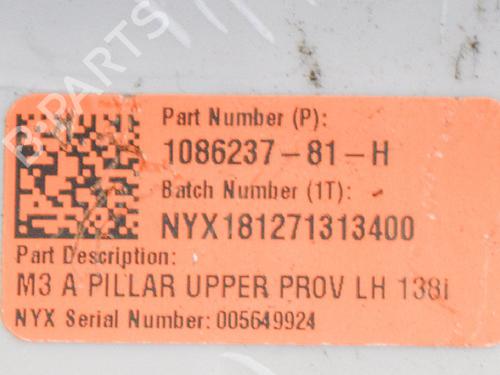 Part Number (P):
1086237-81-H
Batch Number (1T):
NYX181271313400
Part Description:
M3 A PILLAR UPPER PROV LH 138i
NYX Serial Number: 005649924
B-PARTS